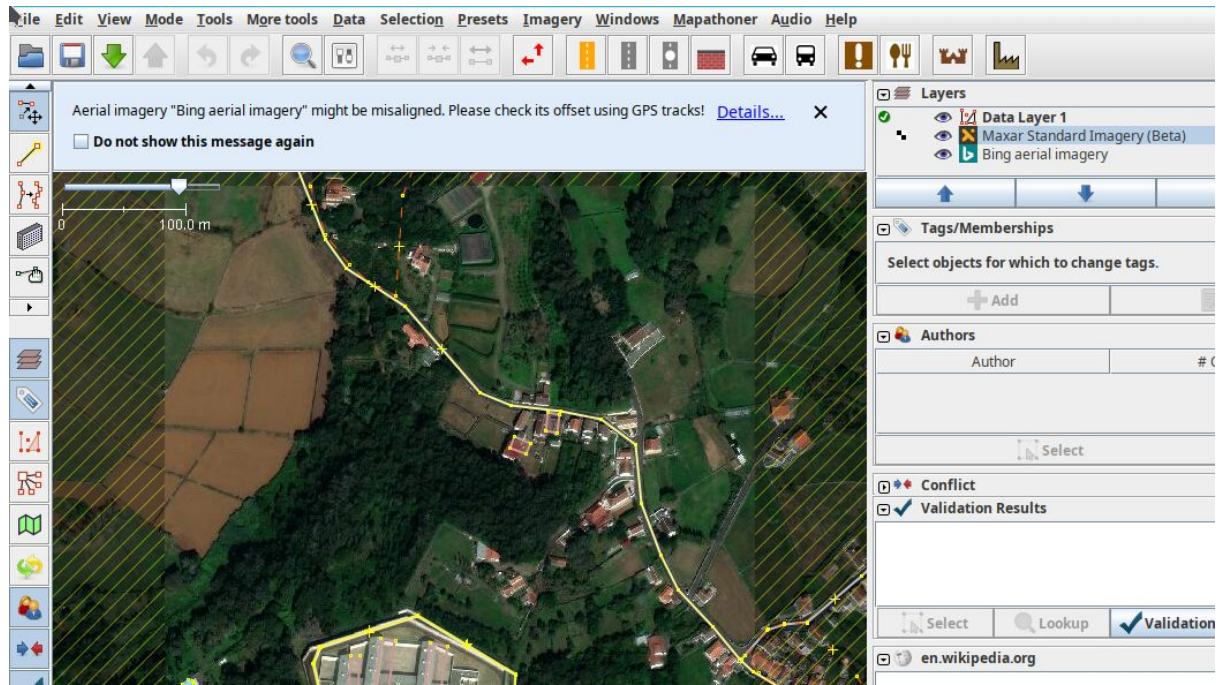 File Edit View Mode Tools More tools Data Selection Presets Imagery Windows Mapathoner Audio Help
Aerial imagery "Bing aerial imagery" might be misaligned. Please check its offset using GPS tracks! Details...
Do not show this message again
0 100.0 m
Layers
Data Layer 1
Maxar Standard Imagery (Beta)
Bing aerial imagery
Tags/Memberships
Select objects for which to change tags.
Add
Authors
Author #
Select
Conflict
Validation Results
Select Lookup Validation
en.wikipedia.org